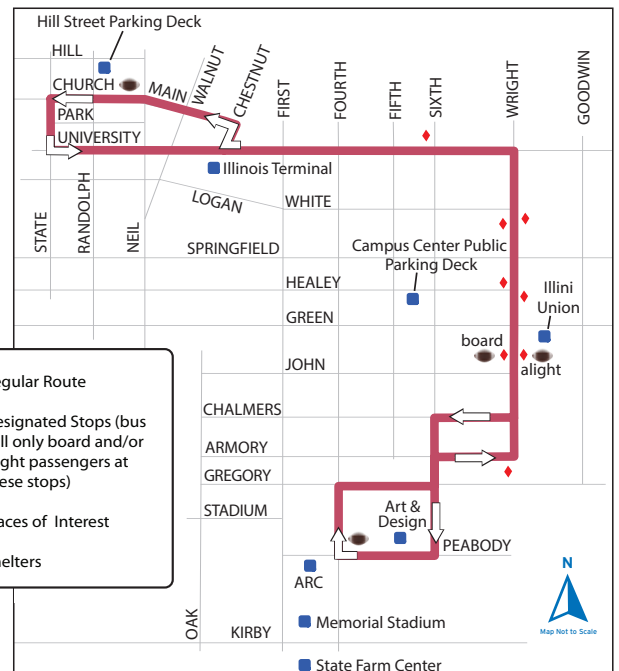 Hill Street Parking Deck
HILL
CHURCH
MAIN
WALNUT
CHESTNUT
PARK
UNIVERSITY
FIRST
FOURTH
FIFTH
SIXTH
WRIGHT
GOODWIN
Illinois Terminal
STATE
RANDOLPH
NEIL
LOGAN
WHITE
SPRINGFIELD
Campus Center Public
Parking Deck
HEALEY
Illini
Union
GREEN
board
alight
JOHN
egular Route
CHALMERS
esignated Stops (bus
ll only board and/or
ght passengers at
ese stops)
ARMORY
GREGORY
STADIUM
Art &
Design
aces of Interest
PEABODY
helters
ARC
N
Map Not to Scale
OAK
KIRBY
Memorial Stadium
State Farm Center